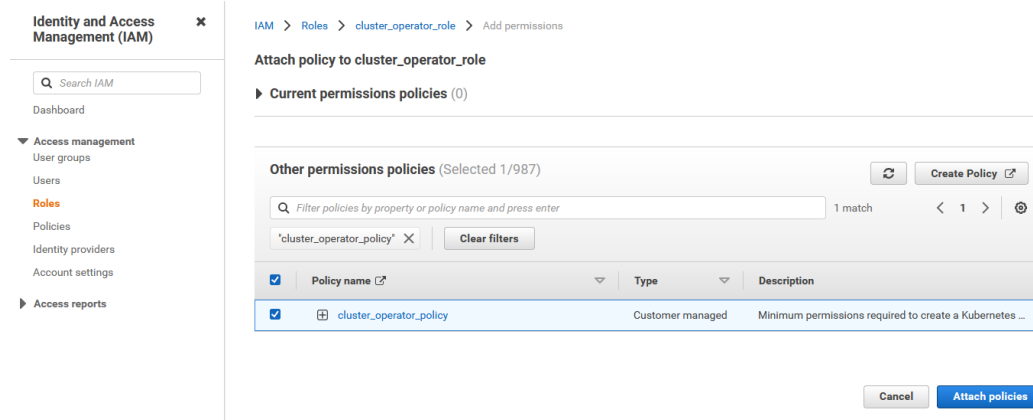 Identity and Access
Management (IAM)
Search IAM
Dashboard
Access management
User groups
Users
Roles
Policies
Identity providers
Account settings
Access reports
IAM > Roles > cluster_operator_role > Add permissions
Attach policy to cluster_operator_role
Current permissions policies (0)
Other permissions policies (Selected 1/987)
Create Policy
Filter policies by property or policy name and press enter
1 match
< 1 >
"cluster_operator_policy"
Clear filters
Policy name Type Description
cluster_operator_policy Customer managed Minimum permissions required to create a Kubernetes ...
Cancel Attach policies